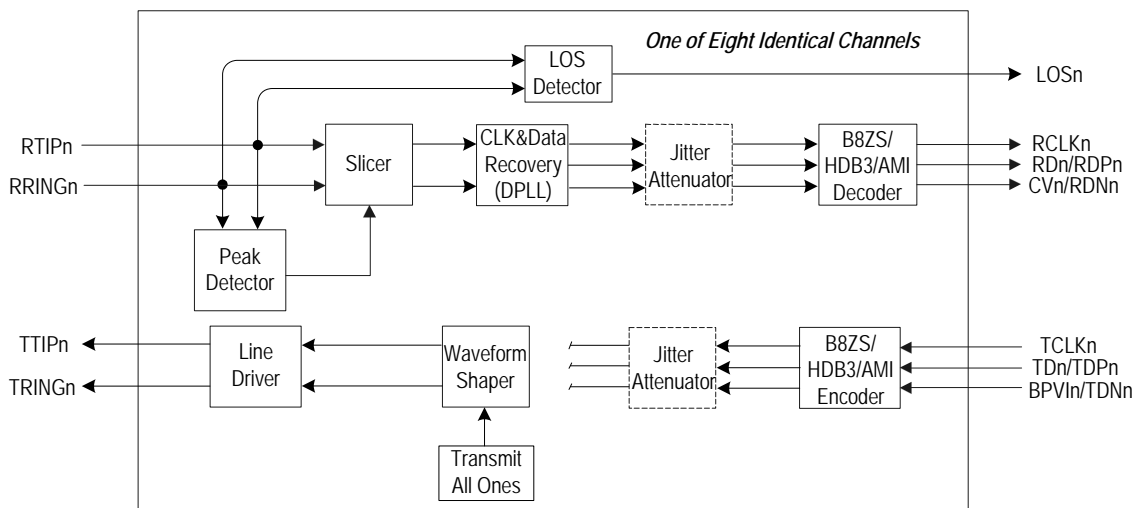 One of Eight Identical Channels
LOS
Detector
LOSn
RTIPn
RRINGn
Slicer
CLK&Data
Recovery
(DPLL)
Jitter
Attenuator
B8ZS/
HDB3/AMI
Decoder
RCLKn
RDn/RDPn
CVn/RDNn
Peak
Detector
TTIPn
TRINGn
Line
Driver
Waveform
Shaper
Jitter
Attenuator
B8ZS/
HDB3/AMI
Encoder
TCLKn
TDn/TDPn
BPVIn/TDNn
Transmit
All Ones